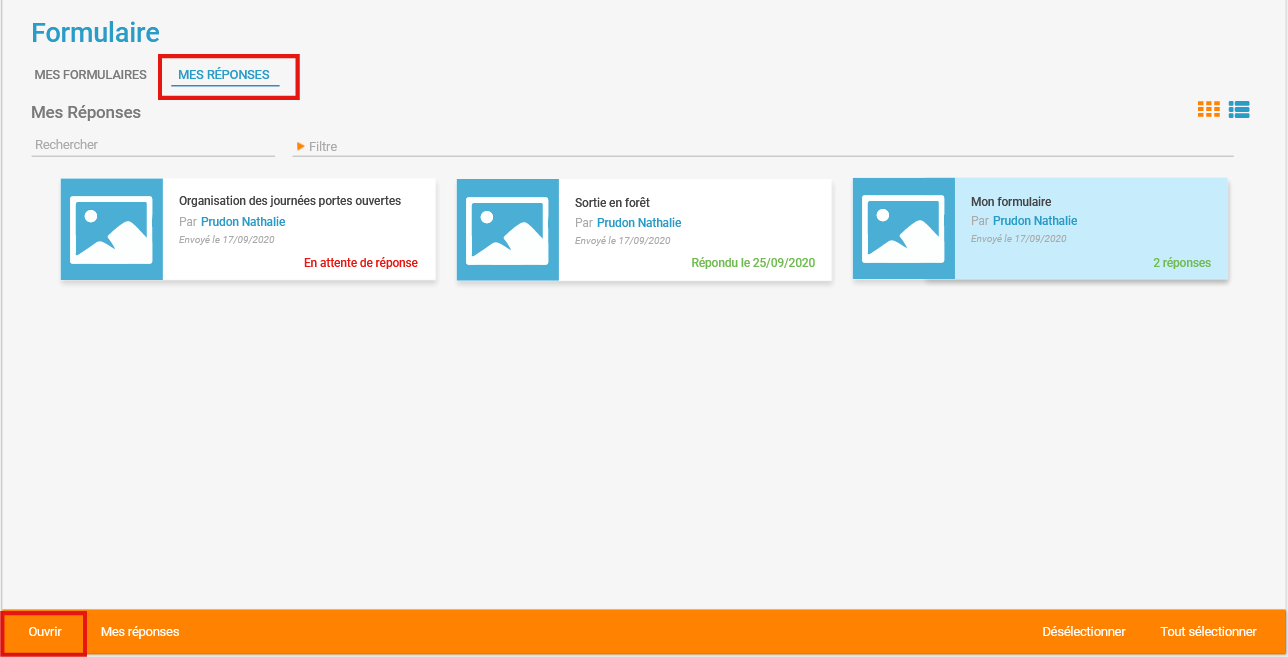 Formulaire
MES FORMULAIRES MES RÉPONSES
Mes Réponses
Rechercher Filtre
Organisation des journées portes ouvertes
Par Prudon Nathalie
Envoyé le 17/09/2020
En attente de réponse
Sortie en forêt
Par Prudon Nathalie
Envoyé le 17/09/2020
Répondu le 25/09/2020
Mon formulaire
Par Prudon Nathalie
Envoyé le 17/09/2020
2 réponses
Ouvrir Mes réponses Désélectionner Tout sélectionner